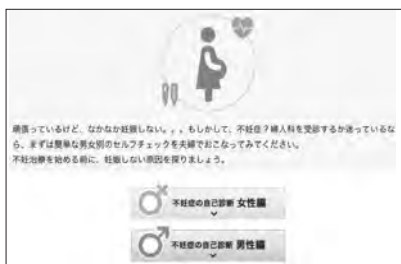 頑張っているけど、なかなか妊娠しない。。。もしかして、不妊症？婦人科を受診するか迷っているな
ら、まずは簡単な男女別のセルフチェックを夫婦でおこなってみてください。
不妊治療を始める前に、妊娠しない原因を探りましょう。
不妊症の自己診断 女性編
不妊症の自己診断 男性編